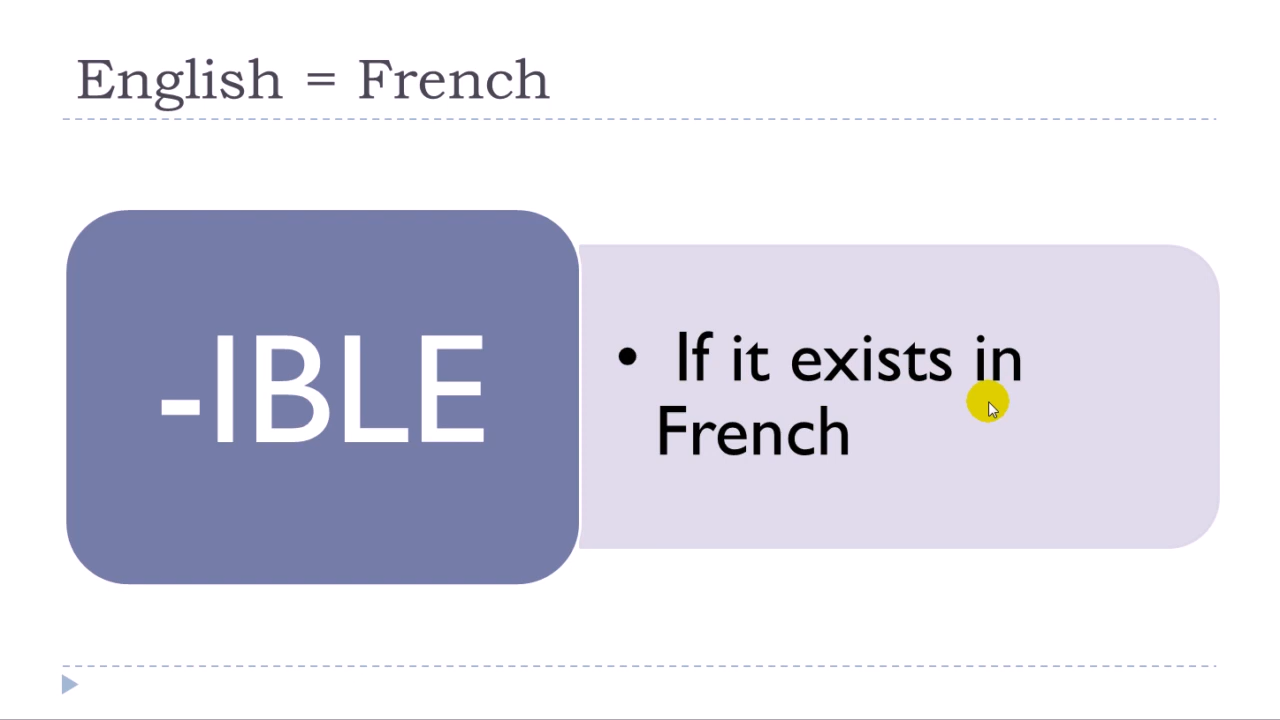 English = French
-IBLE
• If it exists in
French